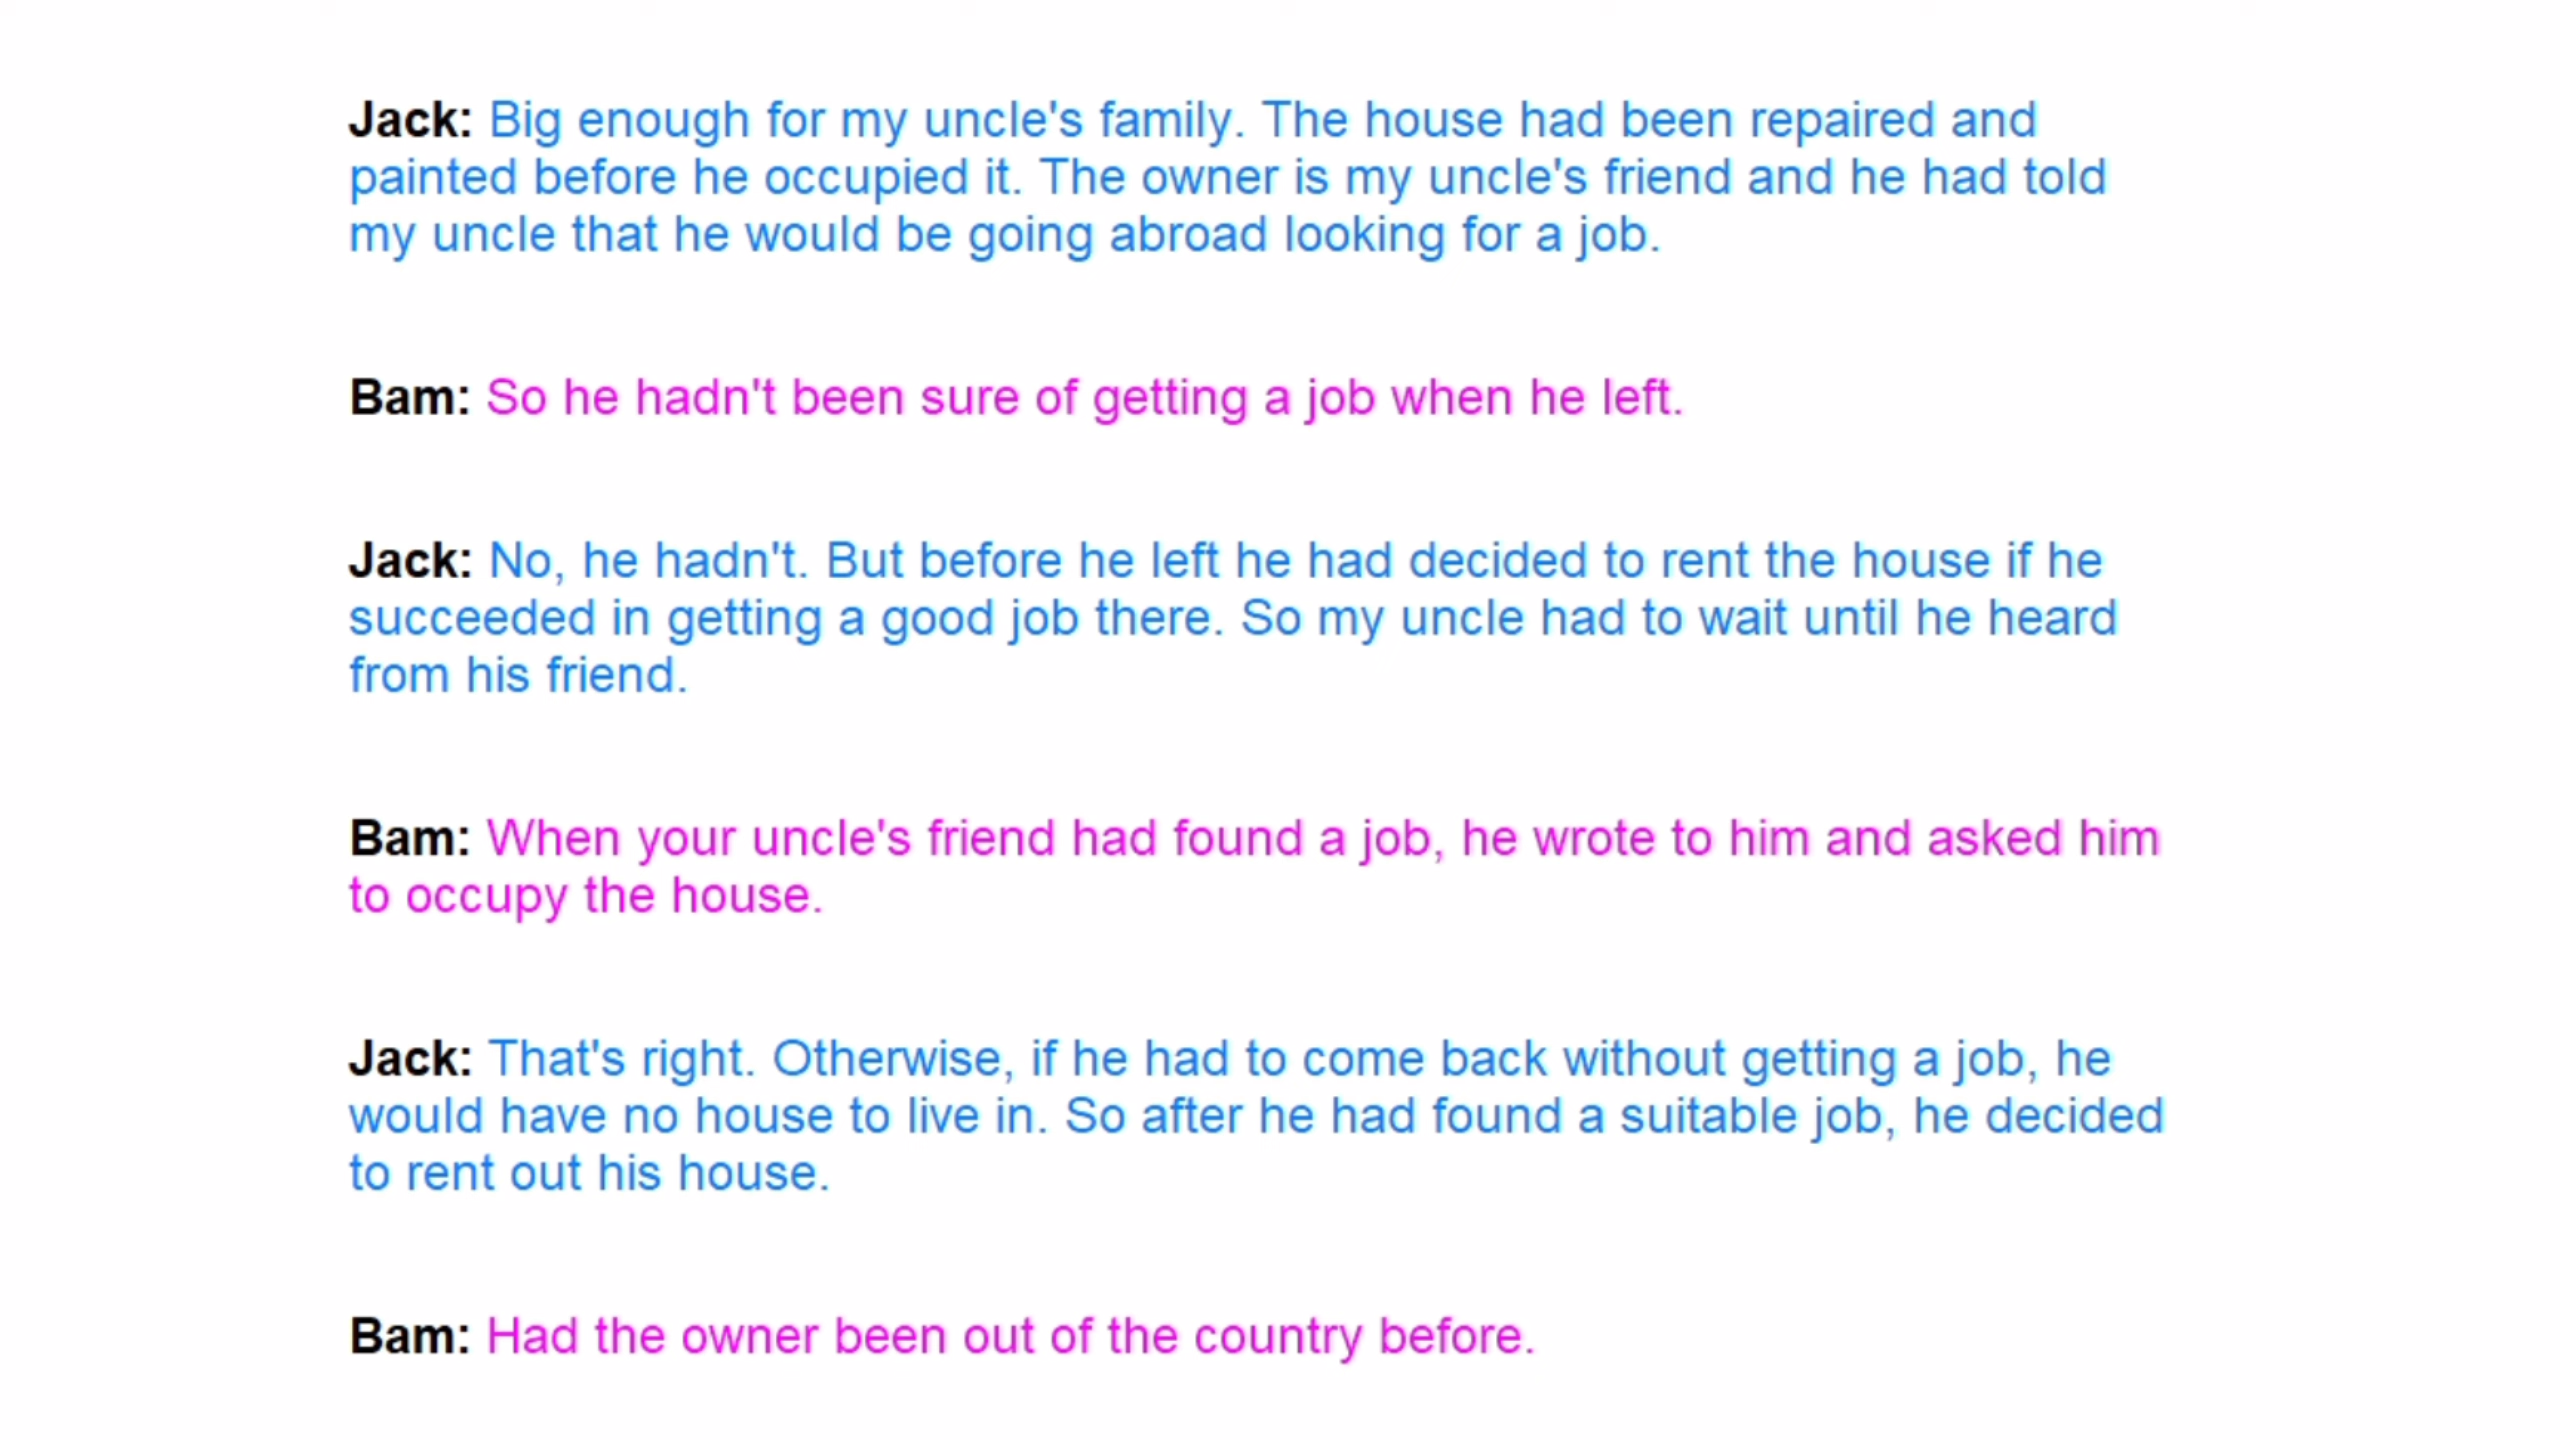 Jack: Big enough for my uncle's family. The house had been repaired and
painted before he occupied it. The owner is my uncle's friend and he had told
my uncle that he would be going abroad looking for a job.
Bam: So he hadn't been sure of getting a job when he left.
Jack: No, he hadn't. But before he left he had decided to rent the house if he
succeeded in getting a good job there. So my uncle had to wait until he heard
from his friend.
Bam: When your uncle's friend had found a job, he wrote to him and asked him
to occupy the house.
Jack: That's right. Otherwise, if he had to come back without getting a job, he
would have no house to live in. So after he had found a suitable job, he decided
to rent out his house.
Bam: Had the owner been out of the country before.